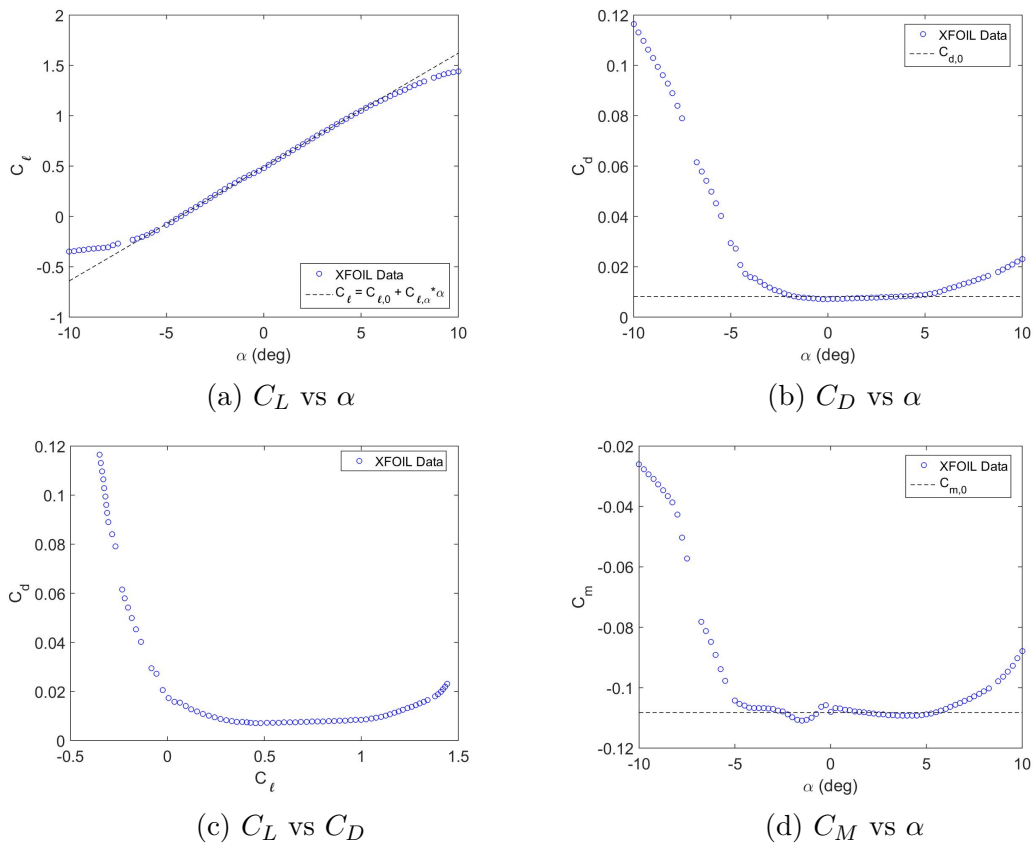 2
1.5
1
0.5
0
-0.5
-1
-10
-5
0
5
10
C_ℓ
α (deg)
XFOIL Data
C_ℓ = C_ℓ,0 + C_ℓ,α*α
(a) C_L vs α
0.12
0.1
0.08
0.06
0.04
0.02
0
-10
-5
0
5
10
C_d
α (deg)
XFOIL Data
C_d,0
(b) C_D vs α
0.12
0.1
0.08
0.06
0.04
0.02
0
-0.5
0
0.5
1
1.5
C_d
C_ℓ
XFOIL Data
(c) C_L vs C_D
-0.02
-0.04
-0.06
-0.08
-0.1
-0.12
-10
-5
0
5
10
C_m
α (deg)
XFOIL Data
C_m,0
(d) C_M vs α